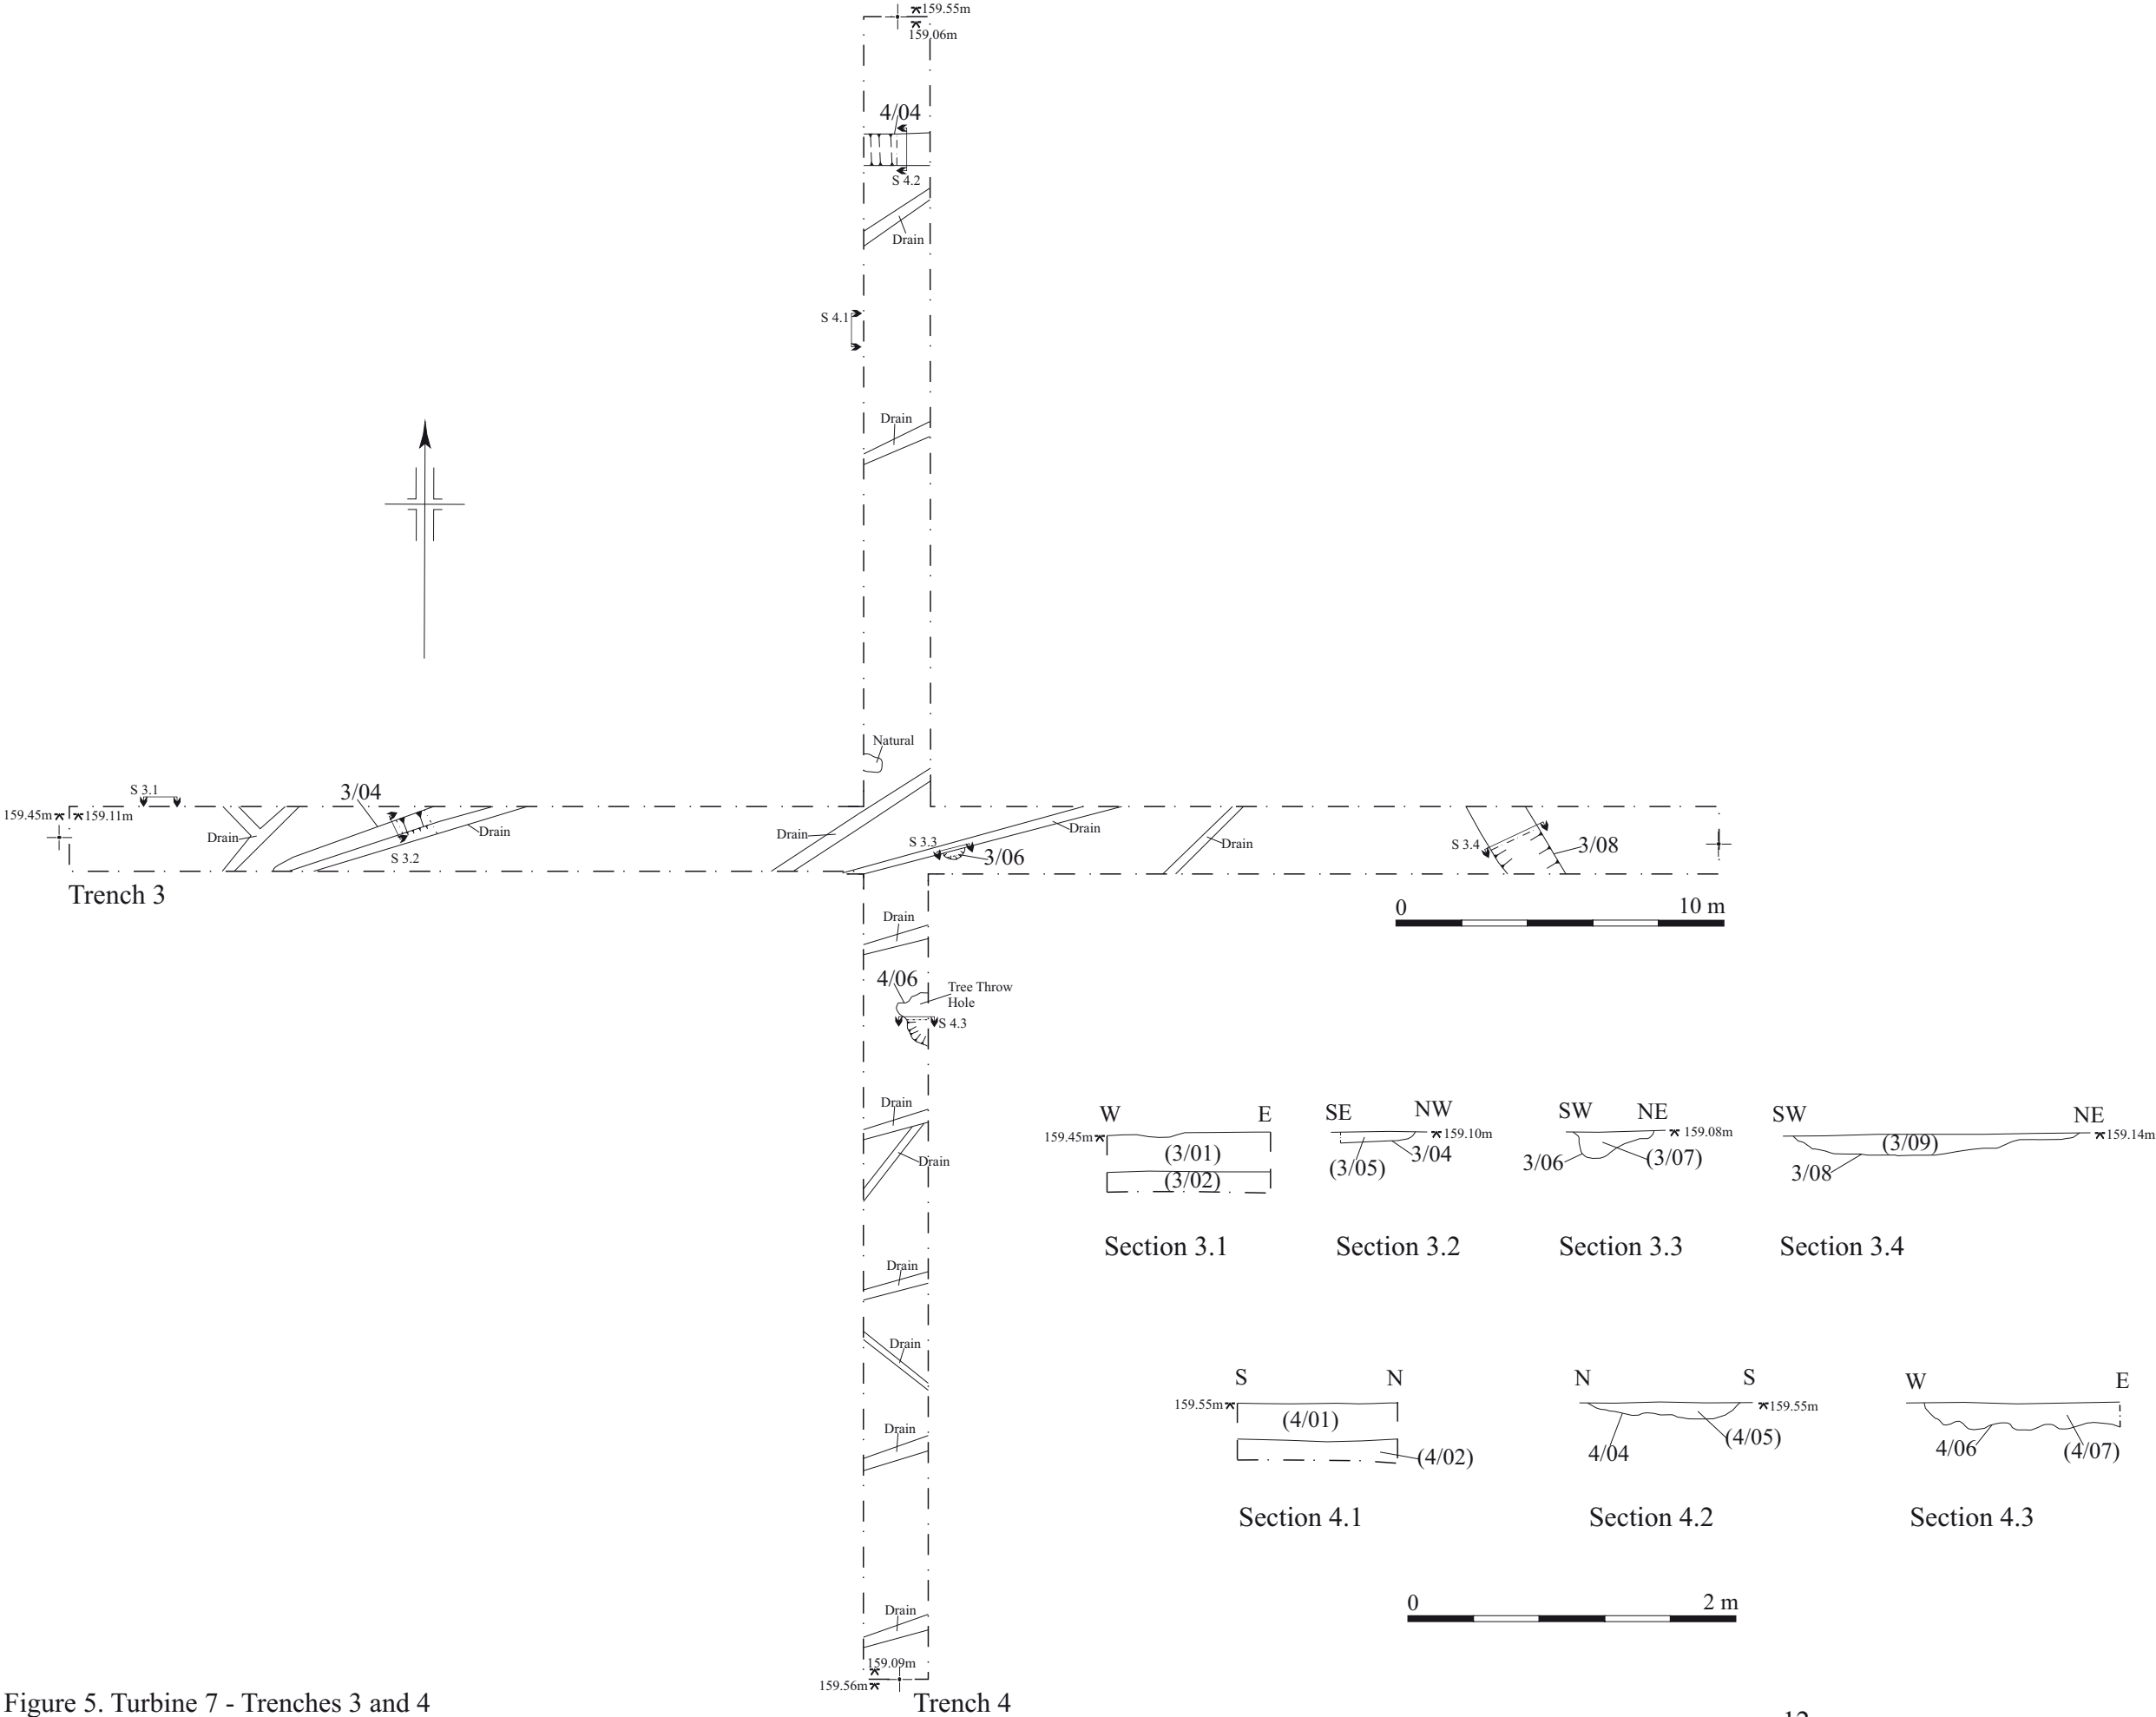 159.55m
159.06m
4/04
S 4.2
Drain
S 4.1
Drain
Natural
S 3.1
3/04
159.45m
159.11m
Drain
Drain
S 3.2
Drain
S 3.3
3/06
Drain
Drain
S 3.4
3/08
Trench 3
0 10 m
Drain
4/06
Tree Throw
Hole
S 4.3
Drain
Drain
Drain
Drain
Drain
Drain
159.09m
159.56m
Trench 4
W E
159.45m
(3/01)
(3/02)
Section 3.1
SE NW
159.10m
(3/05)
3/04
Section 3.2
SW NE
159.08m
3/06
(3/07)
Section 3.3
SW NE
159.14m
(3/09)
3/08
Section 3.4
S N
159.55m
(4/01)
(4/02)
Section 4.1
N S
159.55m
4/04
(4/05)
Section 4.2
W E
4/06
(4/07)
Section 4.3
0 2 m
Figure 5. Turbine 7 - Trenches 3 and 4